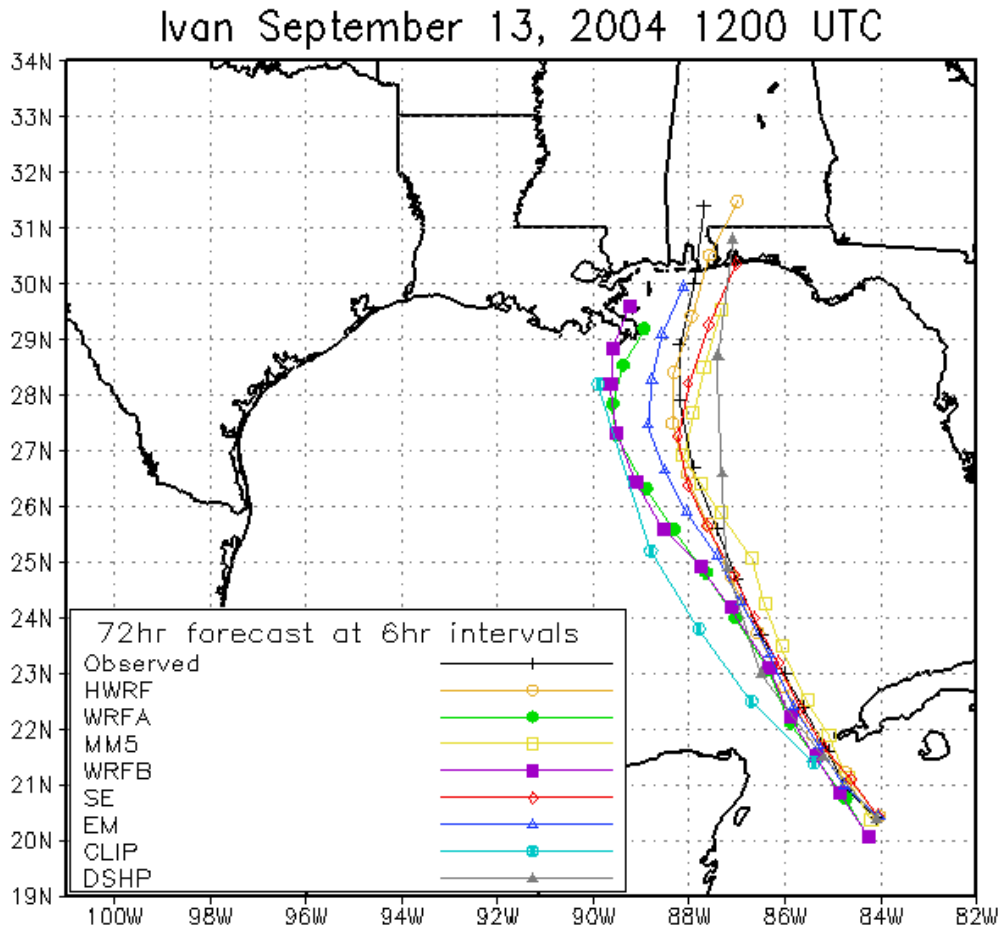 Ivan September 13, 2004 1200 UTC
34N
33N
32N
31N
30N
29N
28N
27N
26N
25N
24N
23N
22N
21N
20N
19N
72hr forecast at 6hr intervals
Observed
HWRF
WRFA
MM5
WRFB
SE
EM
CLIP
DSHP
100W 98W 96W 94W 92W 90W 88W 86W 84W 82W